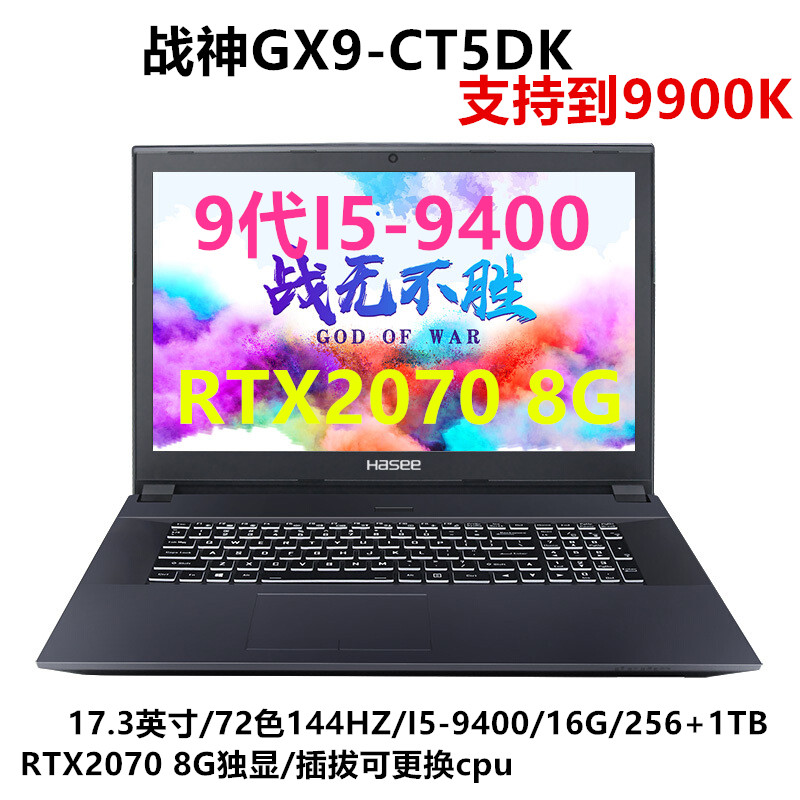 战神GX9-CT5DK
支持到9900K
9代I5-9400
战无不胜
GOD OF WAR
RTX2070 8G
Hasee
17.3英寸/72色144HZ/I5-9400/16G/256+1TB
RTX2070 8G独显/插拔可更换cpu